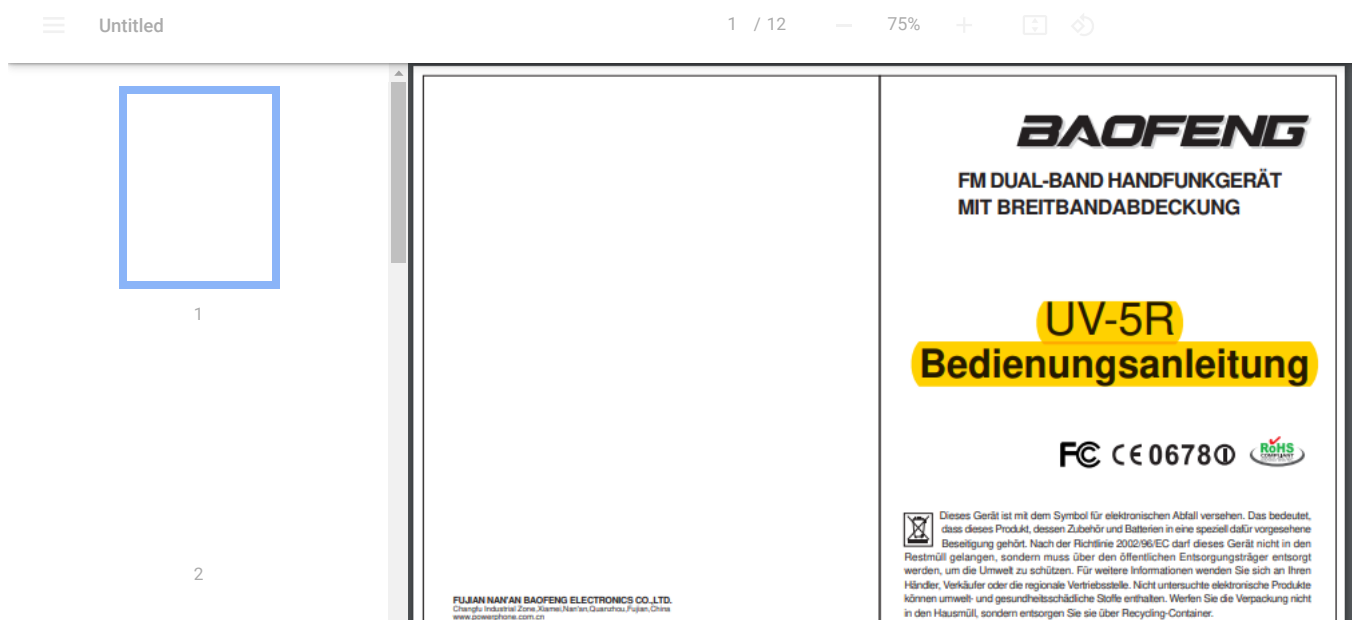 Untitled
1 / 12
75%
1
2
BAOFENG
FM DUAL-BAND HANDFUNKGERÄT
MIT BREITBANDABDECKUNG
UV-5R
Bedienungsanleitung
FC CE0678
RoHS
COMPLIANT
Dieses Gerät ist mit dem Symbol für elektronischen Abfall versehen. Das bedeutet,
dass dieses Produkt, dessen Zubehör und Batterien in eine speziell dafür vorgesehene
Beseitigung gehört. Nach der Richtlinie 2002/96/EC darf dieses Gerät nicht in den
Restmüll gelangen, sondern muss über den öffentlichen Entsorgungsträger entsorgt
werden, um die Umwelt zu schützen. Für weitere Informationen wenden Sie sich an Ihren
Händler, Verkäufer oder die regionale Vertriebsstelle. Nicht untersuchte elektronische Produkte
können umwelt- und gesundheitsschädliche Stoffe enthalten. Werfen Sie die Verpackung nicht
in den Hausmüll, sondern entsorgen Sie sie über Recycling-Container.
FUJIAN NAN'AN BAOFENG ELECTRONICS CO.,LTD.
Changfu Industrial Zone,Xiamei,Nan'an,Quanzhou,Fujian,China
www.powerphone.com.cn